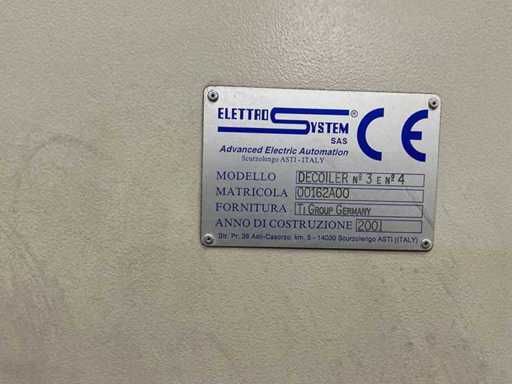 ELETTRO SYSTEM ®
SAS
CE
Advanced Electric Automation
Scurzolengo ASTI - ITALY
MODELLO DECOILER N° 3 E N° 4
MATRICOLA 00162A00
FORNITURA TI GROUP GERMANY
ANNO DI COSTRUZIONE 2001
Str. Pr. 38 Asti-Casorzo, km. 5 - 14030 Scurzolengo ASTI (ITALY)